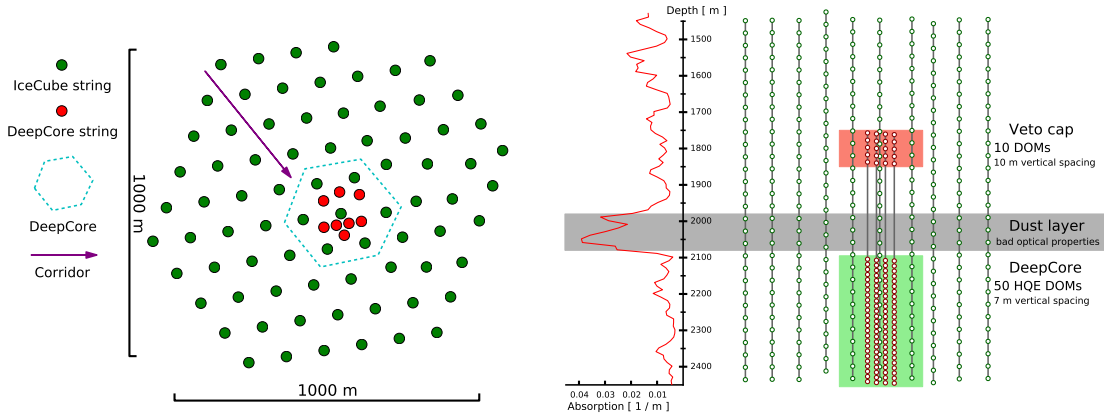 IceCube string
DeepCore string
DeepCore
Corridor
1000 m
1000 m
Depth [ m ]
1500
1600
1700
1800
1900
2000
2100
2200
2300
2400
0.04 0.03 0.02 0.01
Absorption [ 1 / m ]
Veto cap
10 DOMs
10 m vertical spacing
Dust layer
bad optical properties
DeepCore
50 HQE DOMs
7 m vertical spacing